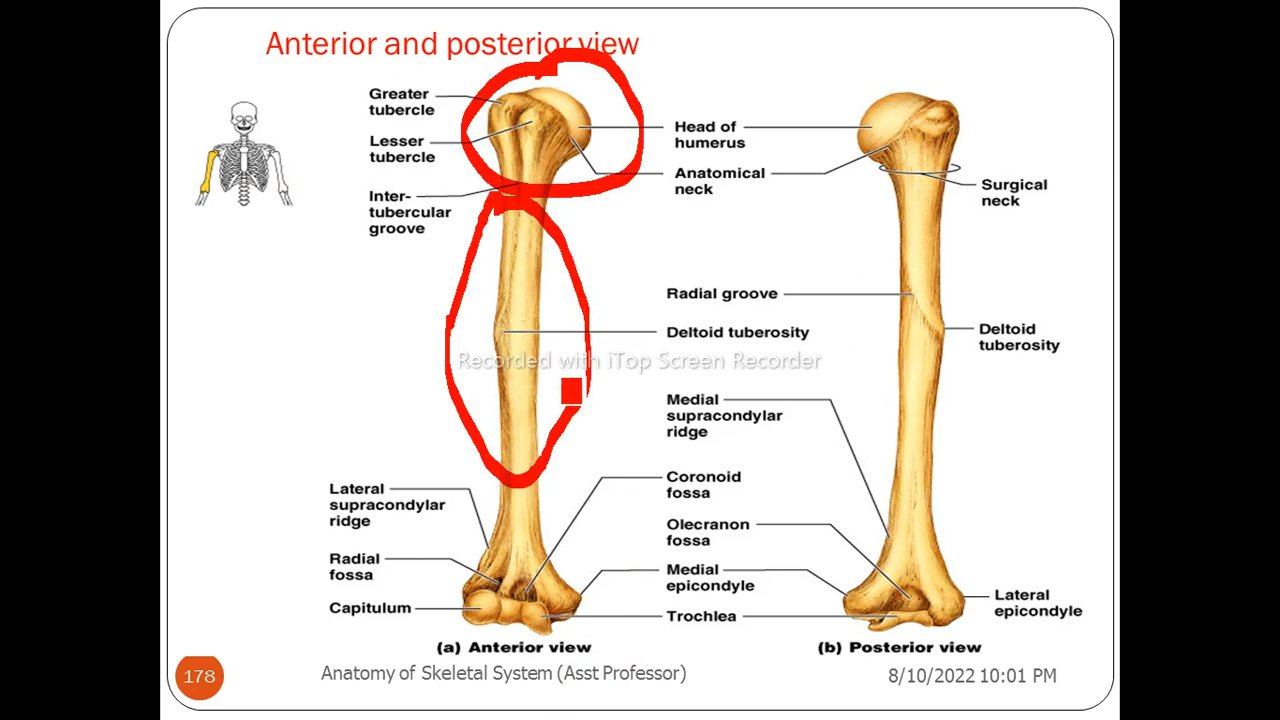 Anterior and posterior view
Greater
tubercle
Lesser
tubercle
Inter-
tubercular
groove
Head of
humerus
Anatomical
neck
Surgical
neck
Radial groove
Deltoid tuberosity
Deltoid
tuberosity
Recorded with iTop Screen Recorder
Medial
supracondylar
ridge
Lateral
supracondylar
ridge
Coronoid
fossa
Olecranon
fossa
Radial
fossa
Medial
epicondyle
Capitulum
Trochlea
Lateral
epicondyle
(a) Anterior view
(b) Posterior view
178
Anatomy of Skeletal System (Asst Professor)
8/10/2022 10:01 PM